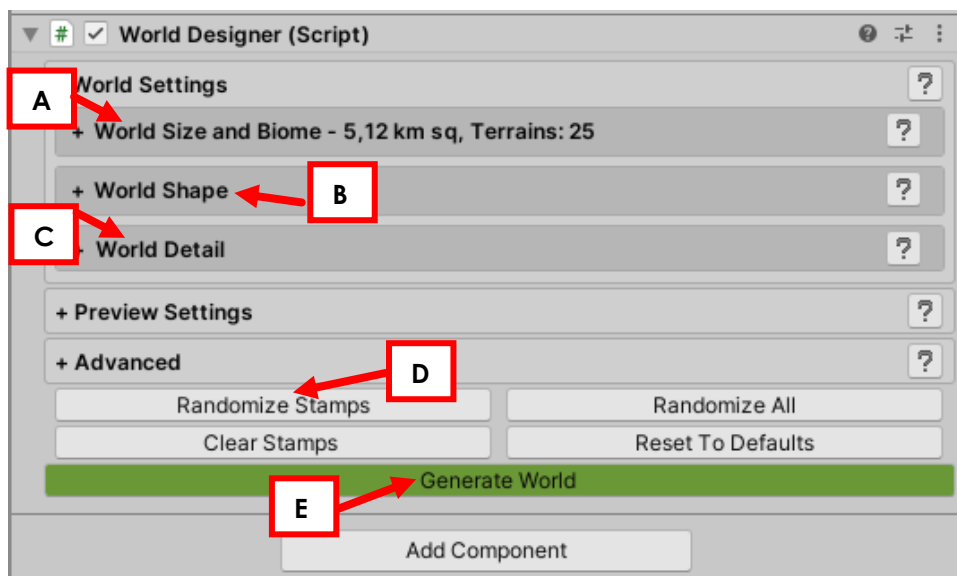 # World Designer (Script)
World Settings ?
A
+ World Size and Biome - 5,12 km sq, Terrains: 25 ?
+ World Shape ?
B
C
+ World Detail ?
+ Preview Settings ?
+ Advanced ?
D
Randomize Stamps Randomize All
Clear Stamps Reset To Defaults
Generate World
E
Add Component